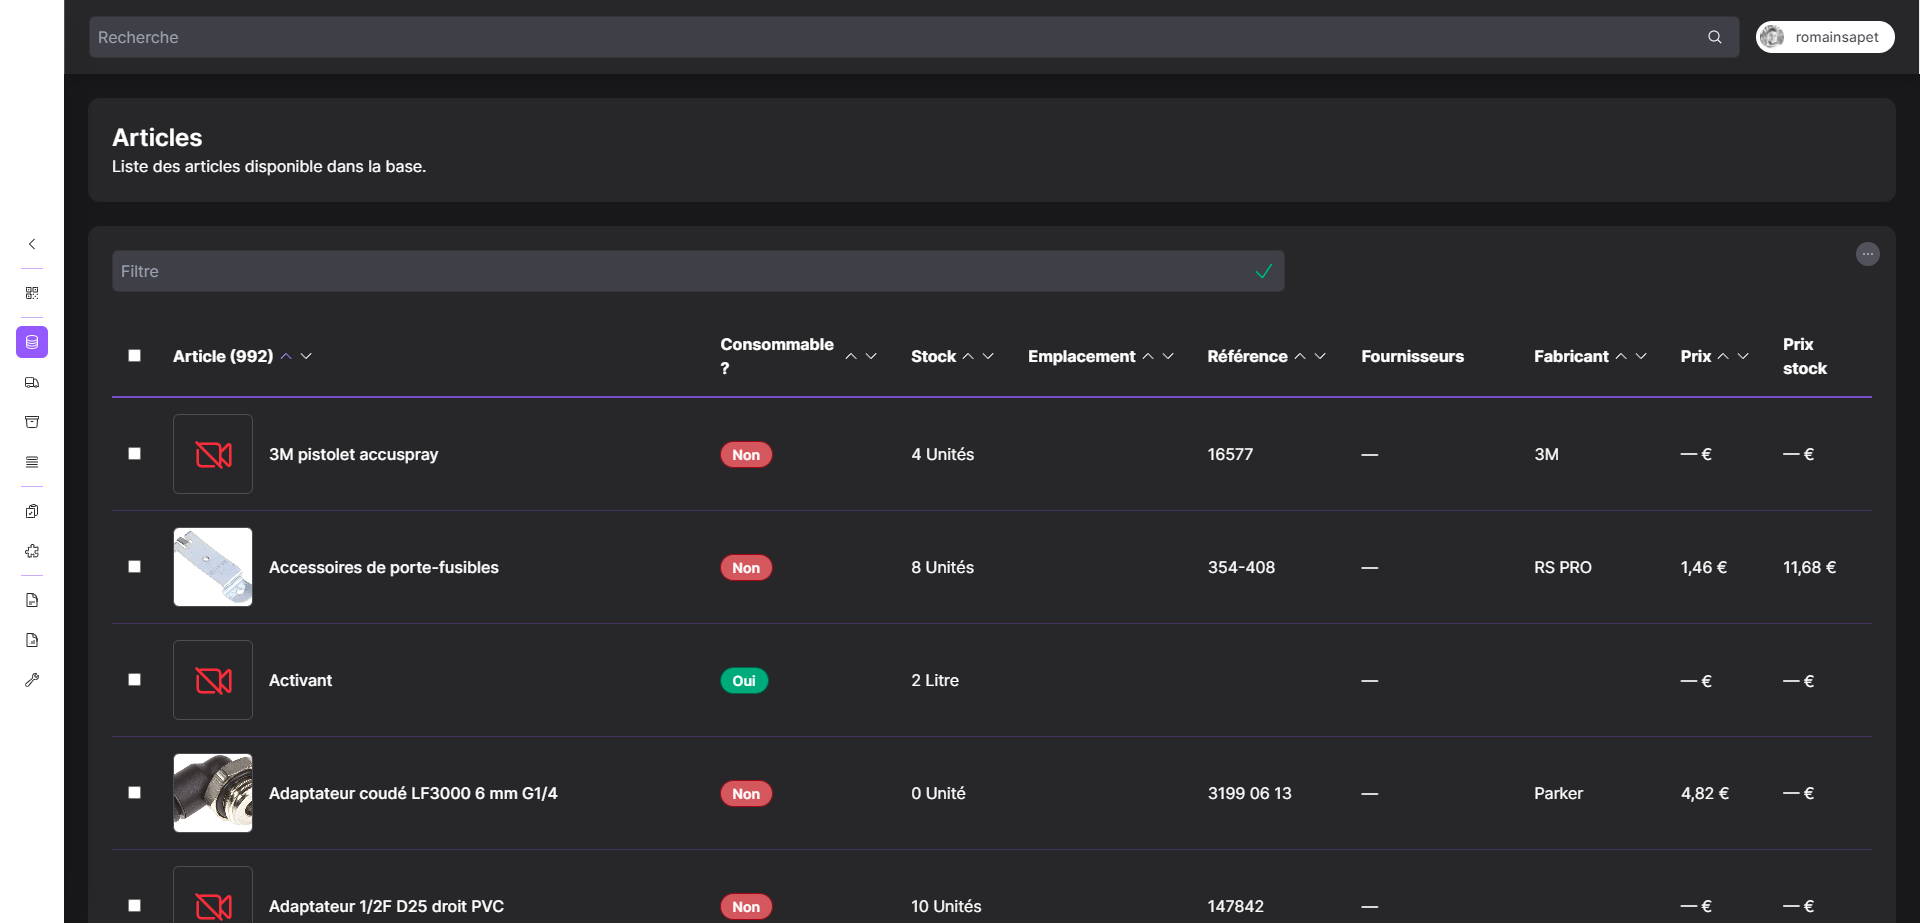 Recherche
romainsapet
Articles
Liste des articles disponible dans la base.
Filtre
Article (992) Consommable ? Stock Emplacement Référence Fournisseurs Fabricant Prix Prix stock
3M pistolet accuspray Non 4 Unités 16577 — 3M — € — €
Accessoires de porte-fusibles Non 8 Unités 354-408 — RS PRO 1,46 € 11,68 €
Activant Oui 2 Litre — — € — €
Adaptateur coudé LF3000 6 mm G1/4 Non 0 Unité 3199 06 13 — Parker 4,82 € — €
Adaptateur 1/2F D25 droit PVC Non 10 Unités 147842 — — € — €